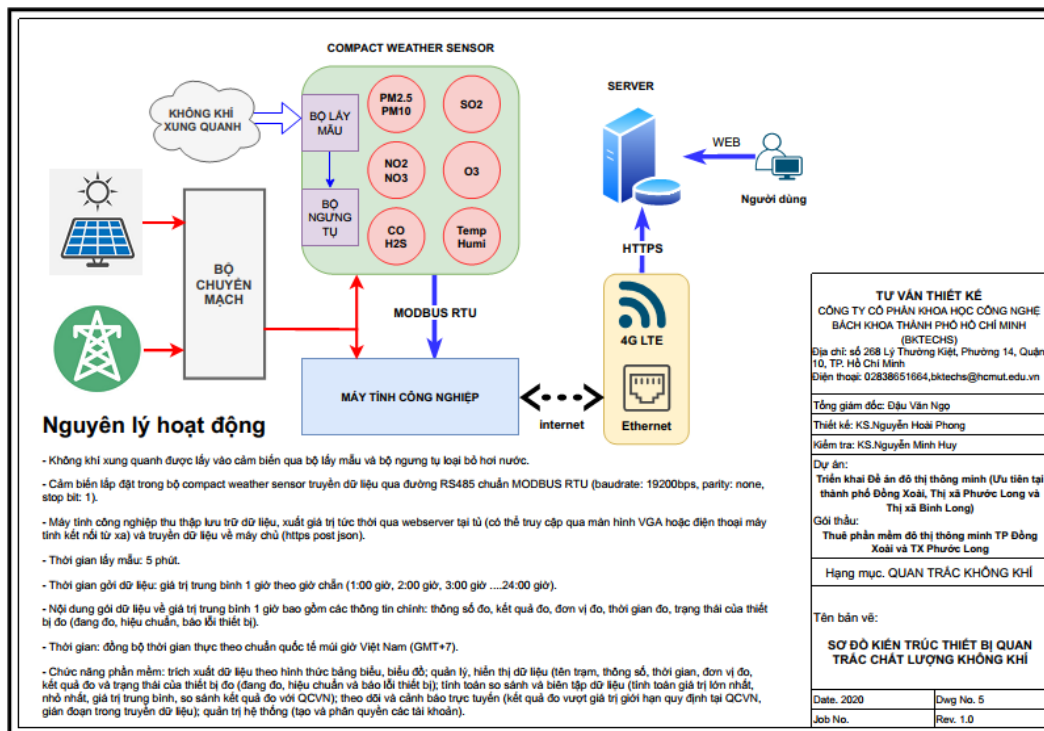 COMPACT WEATHER SENSOR
KHÔNG KHÍ
XUNG QUANH
BỘ LẤY
MẪU
BỘ
NGƯNG
TỤ
PM2.5
PM10
SO2
NO2
NO3
O3
CO
H2S
Temp
Humi
SERVER
WEB
Người dùng
HTTPS
BỘ
CHUYỂN
MẠCH
MODBUS RTU
4G LTE
Ethernet
internet
MÁY TÍNH CÔNG NGHIỆP
Nguyên lý hoạt động
- Không khí xung quanh được lấy vào cảm biến qua bộ lấy mẫu và bộ ngưng tụ loại bỏ hơi nước.
- Cảm biến lắp đặt trong bộ compact weather sensor truyền dữ liệu qua đường RS485 chuẩn MODBUS RTU (baudrate: 19200bps, parity: none,
stop bit: 1).
- Máy tính công nghiệp thu thập lưu trữ dữ liệu, xuất giá trị tức thời qua webserver tại tủ (có thể truy cập qua màn hình VGA hoặc điện thoại máy
tính kết nối từ xa) và truyền dữ liệu về máy chủ (https post json).
- Thời gian lấy mẫu: 5 phút.
- Thời gian gởi dữ liệu: giá trị trung bình 1 giờ theo giờ chẵn (1:00 giờ, 2:00 giờ, 3:00 giờ ....24:00 giờ).
- Nội dung gói dữ liệu về giá trị trung bình 1 giờ bao gồm các thông tin chính: thông số đo, kết quả đo, đơn vị đo, thời gian đo, trạng thái của thiết
bị đo (đang đo, hiệu chuẩn, báo lỗi thiết bị).
- Thời gian: đồng bộ thời gian thực theo chuẩn quốc tế múi giờ Việt Nam (GMT+7).
- Chức năng phần mềm: trích xuất dữ liệu theo hình thức bảng biểu, biểu đồ; quản lý, hiển thị dữ liệu (tên trạm, thông số, thời gian, đơn vị đo,
kết quả đo và trạng thái của thiết bị đo (đang đo, hiệu chuẩn và báo lỗi thiết bị); tính toán so sánh và biên tập dữ liệu (tính toán giá trị lớn nhất,
nhỏ nhất, giá trị trung bình, so sánh kết quả đo với QCVN); theo dõi và cảnh báo trực tuyến (kết quả đo vượt giá trị giới hạn quy định tại QCVN,
gián đoạn trong truyền dữ liệu); quản trị hệ thống (tạo và phân quyền các tài khoản).
TƯ VẤN THIẾT KẾ
CÔNG TY CỔ PHẦN KHOA HỌC CÔNG NGHỆ
BÁCH KHOA THÀNH PHỐ HỒ CHÍ MINH
(BKTECHS)
Địa chỉ: số 268 Lý Thường Kiệt, Phường 14, Quận
10, TP. Hồ Chí Minh
Điện thoại: 02838651664,bktechs@hcmut.edu.vn
Tổng giám đốc: Đậu Văn Ngọ
Thiết kế: KS.Nguyễn Hoài Phong
Kiểm tra: KS.Nguyễn Minh Huy
Dự án:
Triển khai Đề án đô thị thông minh (Ưu tiên tại
thành phố Đồng Xoài, Thị xã Phước Long và
Thị xã Bình Long)
Gói thầu:
Thuê phần mềm đô thị thông minh TP Đồng
Xoài và TX Phước Long
Hạng mục. QUAN TRẮC KHÔNG KHÍ
Tên bản vẽ:
SƠ ĐỒ KIẾN TRÚC THIẾT BỊ QUAN
TRẮC CHẤT LƯỢNG KHÔNG KHÍ
Date. 2020
Dwg No. 5
Job No.
Rev. 1.0